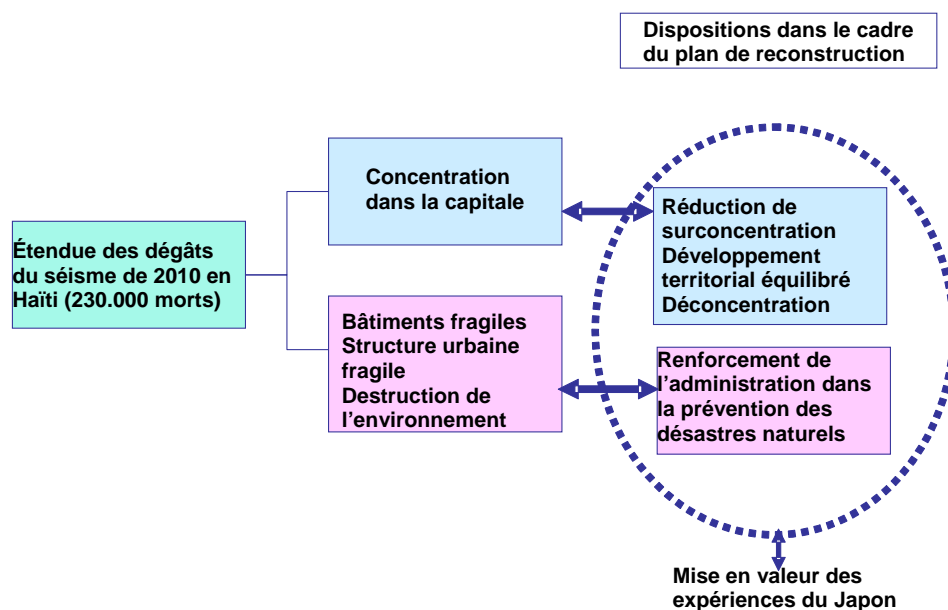 Dispositions dans le cadre
du plan de reconstruction
Concentration
dans la capitale
Réduction de
surconcentration
Développement
territorial équilibré
Déconcentration
Étendue des dégâts
du séisme de 2010 en
Haïti (230.000 morts)
Bâtiments fragiles
Structure urbaine
fragile
Destruction de
l’environnement
Renforcement de
l’administration dans
la prévention des
désastres naturels
Mise en valeur des
expériences du Japon